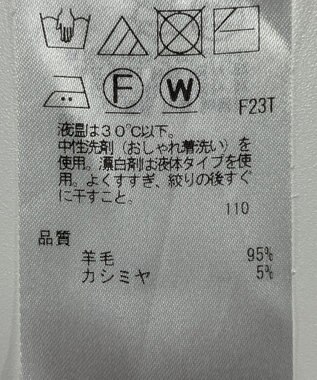 F W
F23T
液温は30℃以下。
中性洗剤（おしゃれ着洗い）を
使用。漂白剤は液体タイプを使
用。よくすすぎ、絞りの後すぐ
に干すこと。
110
品質
羊毛 95%
カシミヤ 5%